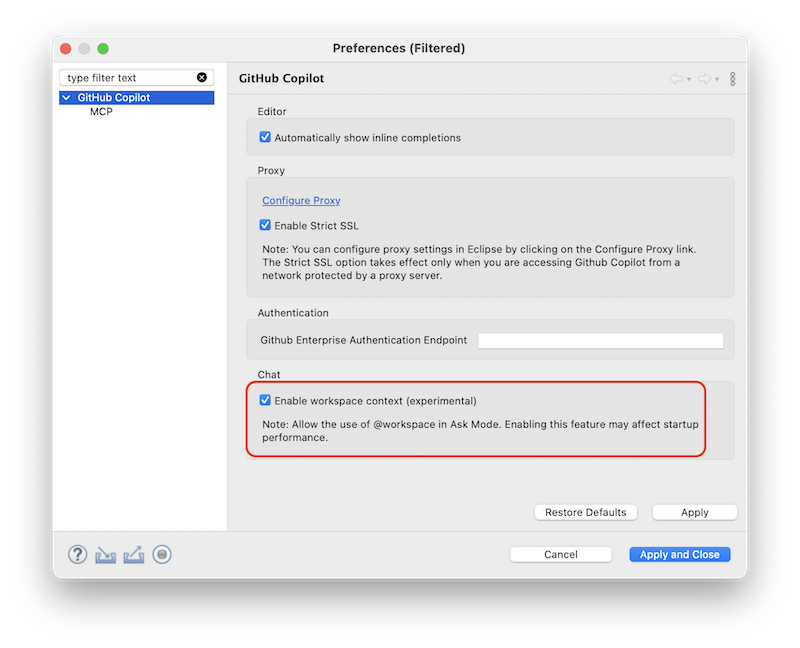 Preferences (Filtered)
type filter text
GitHub Copilot
MCP
GitHub Copilot
Editor
Automatically show inline completions
Proxy
Configure Proxy
Enable Strict SSL
Note: You can configure proxy settings in Eclipse by clicking on the Configure Proxy link.
The Strict SSL option takes effect only when you are accessing Github Copilot from a
network protected by a proxy server.
Authentication
Github Enterprise Authentication Endpoint
Chat
Enable workspace context (experimental)
Note: Allow the use of @workspace in Ask Mode. Enabling this feature may affect startup
performance.
Restore Defaults
Apply
?
Cancel
Apply and Close